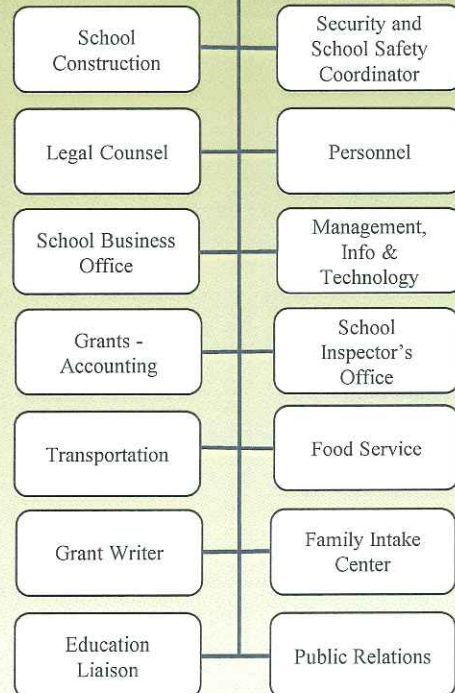 School
Construction
Security and
School Safety
Coordinator
Legal Counsel
Personnel
School Business
Office
Management,
Info &
Technology
Grants -
Accounting
School
Inspector's
Office
Transportation
Food Service
Grant Writer
Family Intake
Center
Education
Liaison
Public Relations